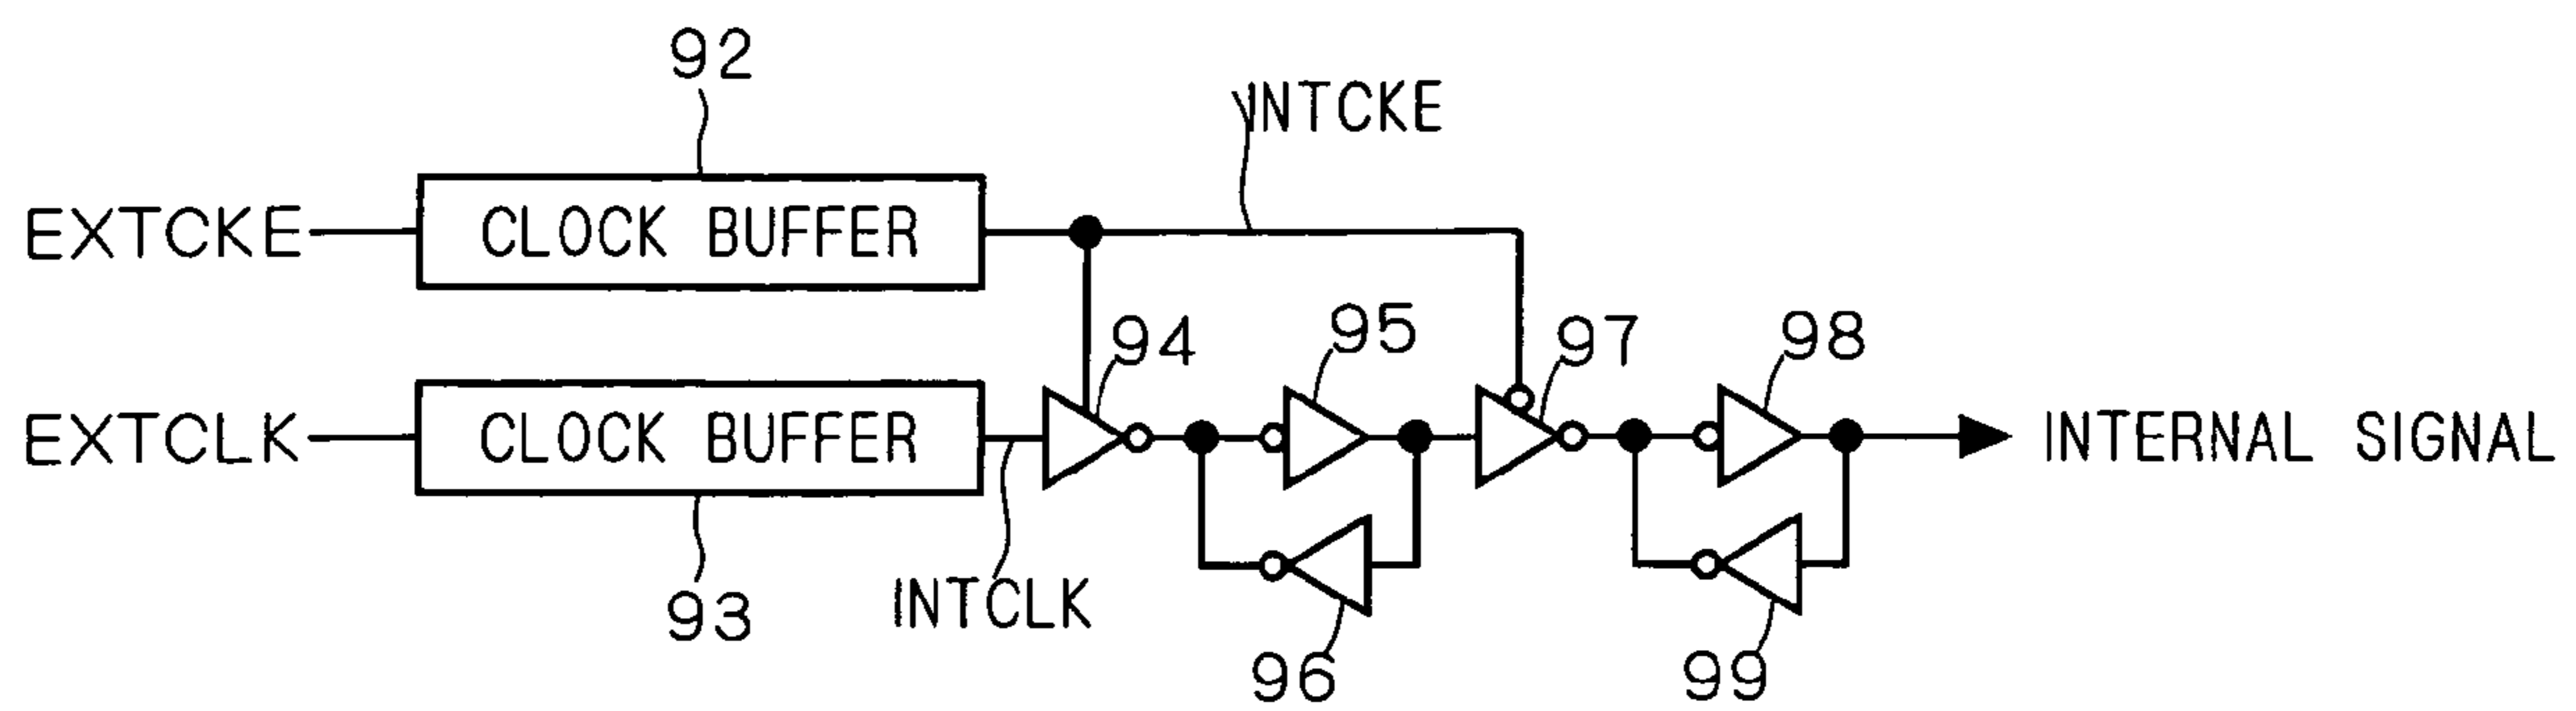 92
INTCKE
EXTCKE
CLOCK BUFFER
94
95
97
98
EXTCLK
CLOCK BUFFER
INTERNAL SIGNAL
INTCLK
93
96
99